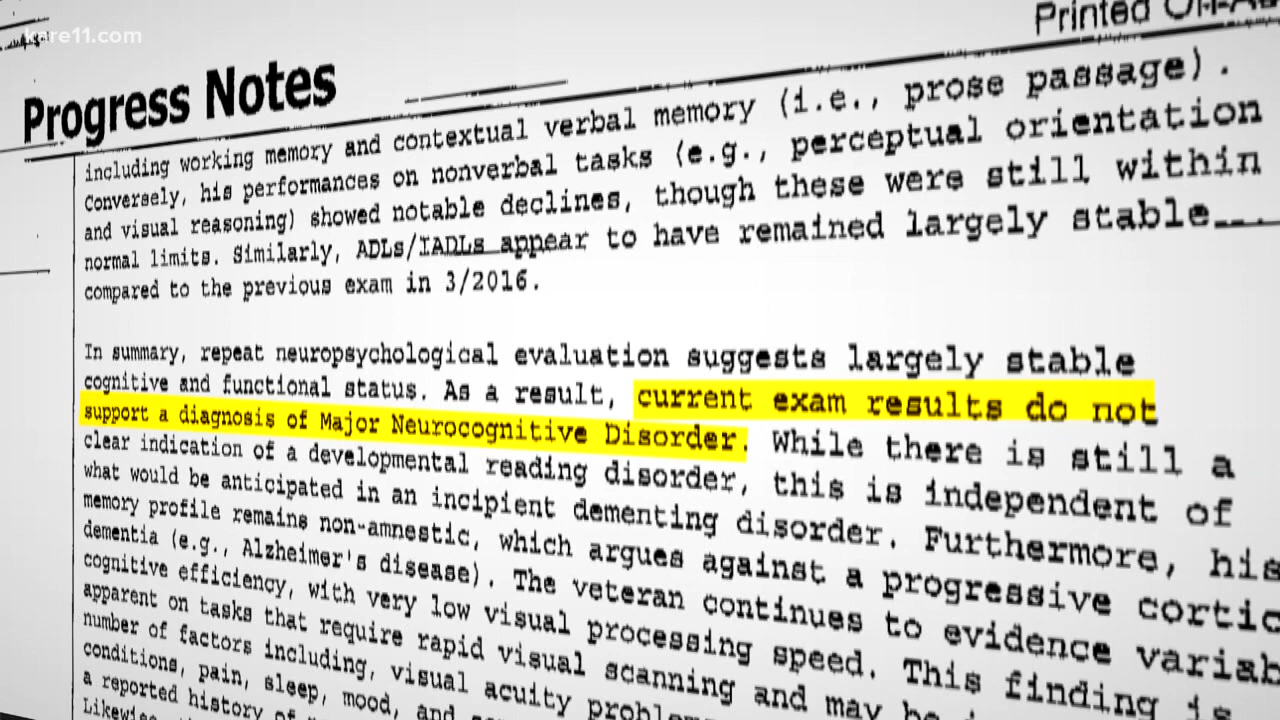 kare11.com
Printed On
Progress Notes
including working memory and contextual verbal memory (i.e., prose passage).
Conversely, his performances on nonverbal tasks (e.g., perceptual orientation
and visual reasoning) showed notable declines, though these were still within
normal limits. Similarly, ADLs/IADLs appear to have remained largely stable
compared to the previous exam in 3/2016.
In summary, repeat neuropsychological evaluation suggests largely stable
cognitive and functional status. As a result, current exam results do not
support a diagnosis of Major Neurocognitive Disorder. While there is still a
clear indication of a developmental reading disorder, this is independent of
what would be anticipated in an incipient dementing disorder. Furthermore, his
memory profile remains non-amnestic, which argues against a progressive cortic
dementia (e.g., Alzheimer's disease). The veteran continues to evidence variab
cognitive efficiency, with very low visual processing speed. This finding is
apparent on tasks that require rapid visual scanning and may be
number of factors including, visual acuity problems
conditions, pain, sleep, mood, and
a reported history of
Likewise